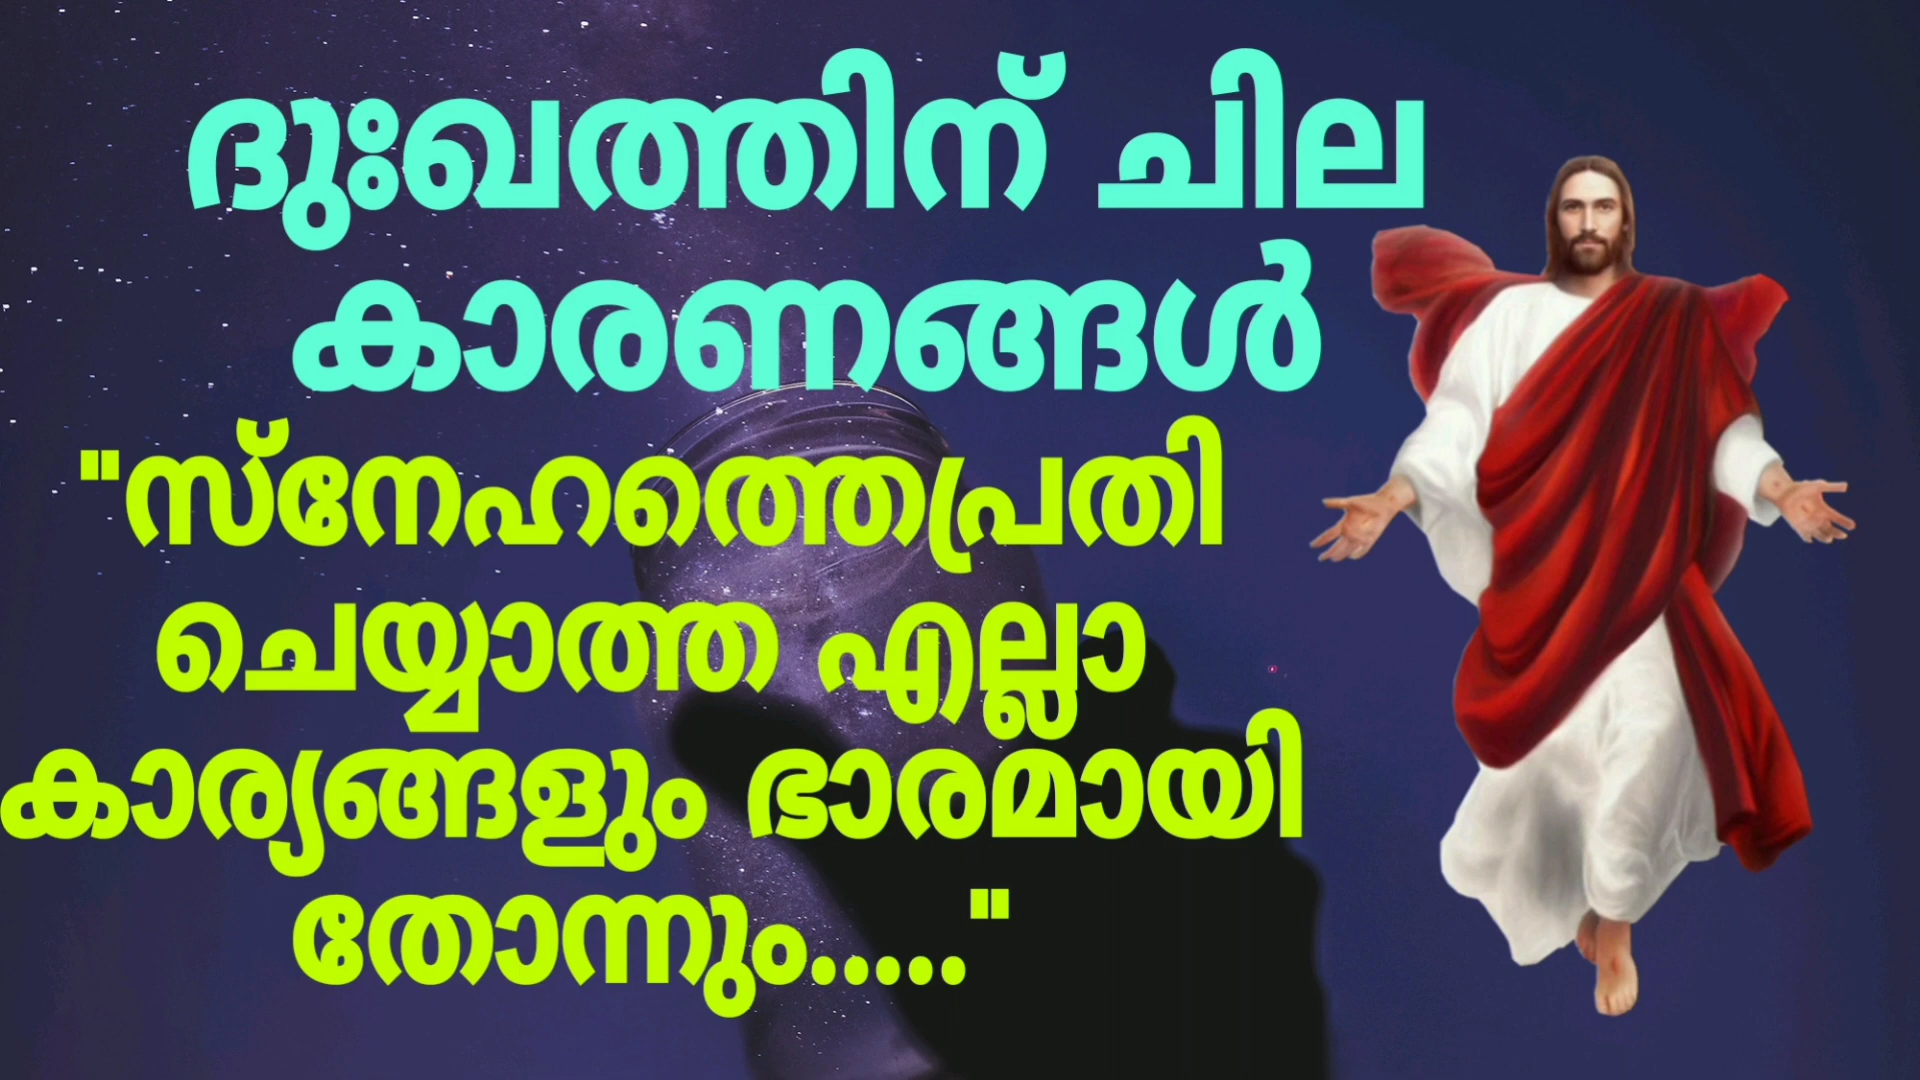 ദുഃഖത്തിന് ചില
കാരണങ്ങൾ
"സ്നേഹത്തെപ്രതി
ചെയ്യാത്ത എല്ലാ
കാര്യങ്ങളും ഭാരമായി
തോന്നും....."